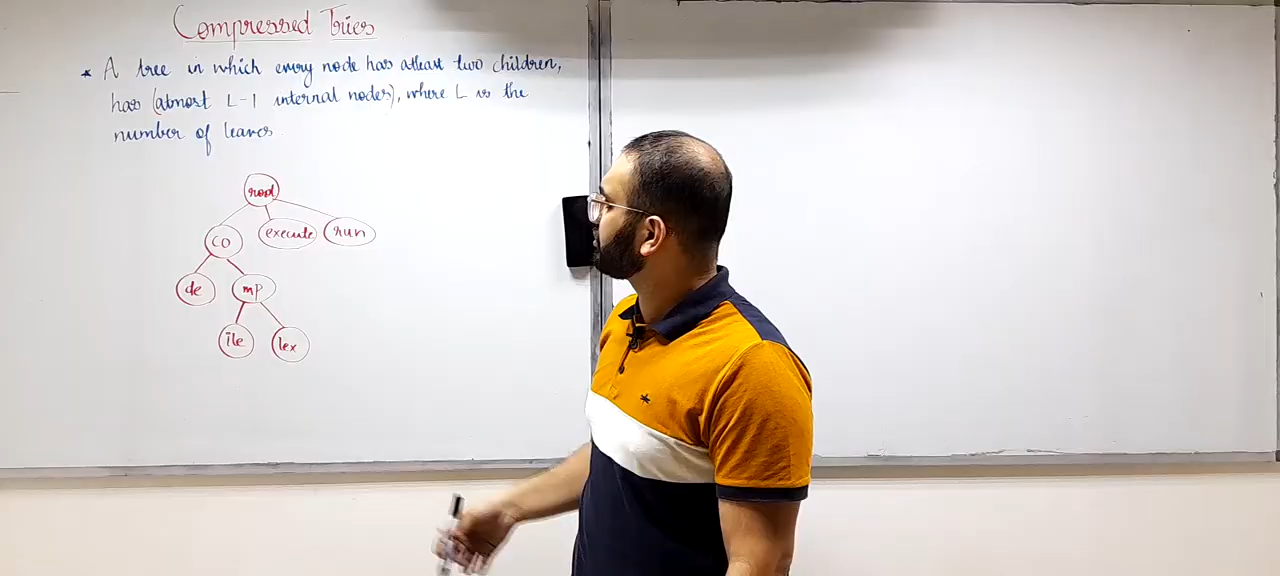 Compressed Tries
* A tree in which every node has atleast two children,
has (atmost L-1 internal nodes), where L is the
number of leaves.
root
co execute run
de mp
ile lex